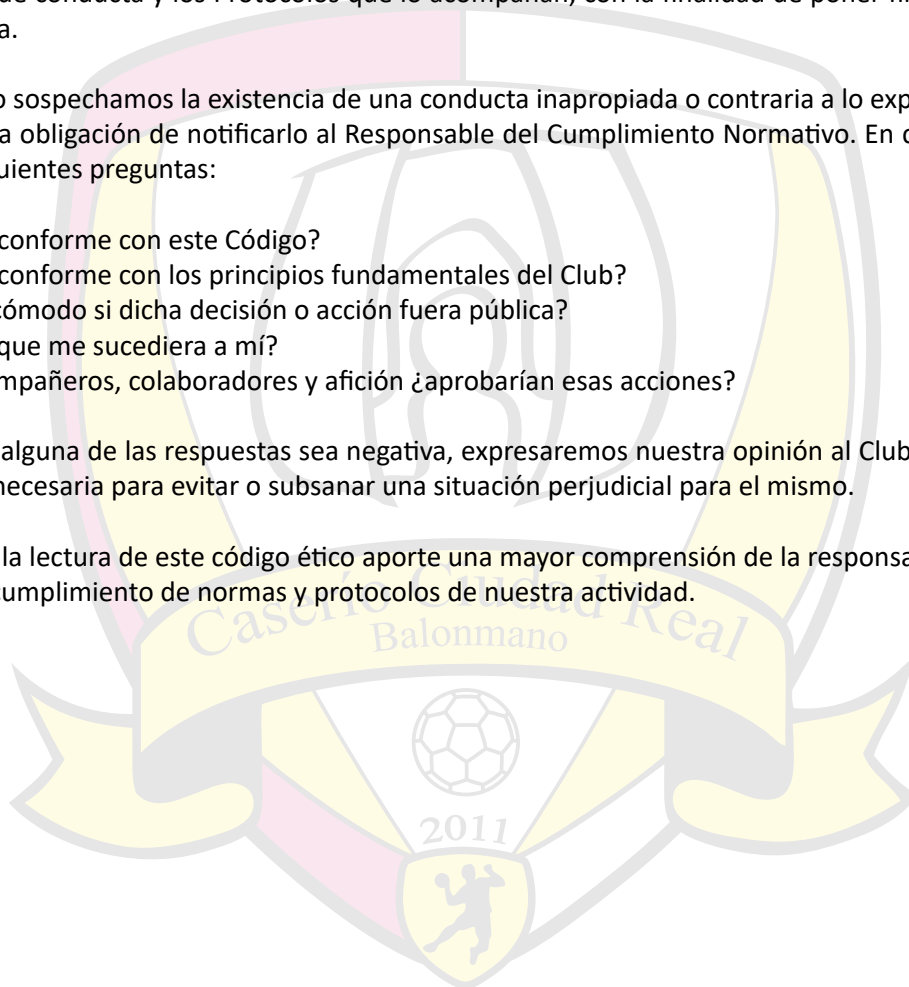 de conducta y los Protocolos que lo acompañan, con la finalidad de poner
a.
o sospechamos la existencia de una conducta inapropiada o contraria a lo exp
a obligación de notificarlo al Responsable del Cumplimiento Normativo. En c
uientes preguntas:
conforme con este Código?
conforme con los principios fundamentales del Club?
cómodo si dicha decisión o acción fuera pública?
que me sucediera a mí?
mpañeros, colaboradores y afición ¿aprobarían esas acciones?
alguna de las respuestas sea negativa, expresaremos nuestra opinión al Club
necesaria para evitar o subsanar una situación perjudicial para el mismo.
la lectura de este código ético aporte una mayor comprensión de la responsa
cumplimiento de normas y protocolos de nuestra actividad.
Caserío Ciudad Real
Balonmano
2011